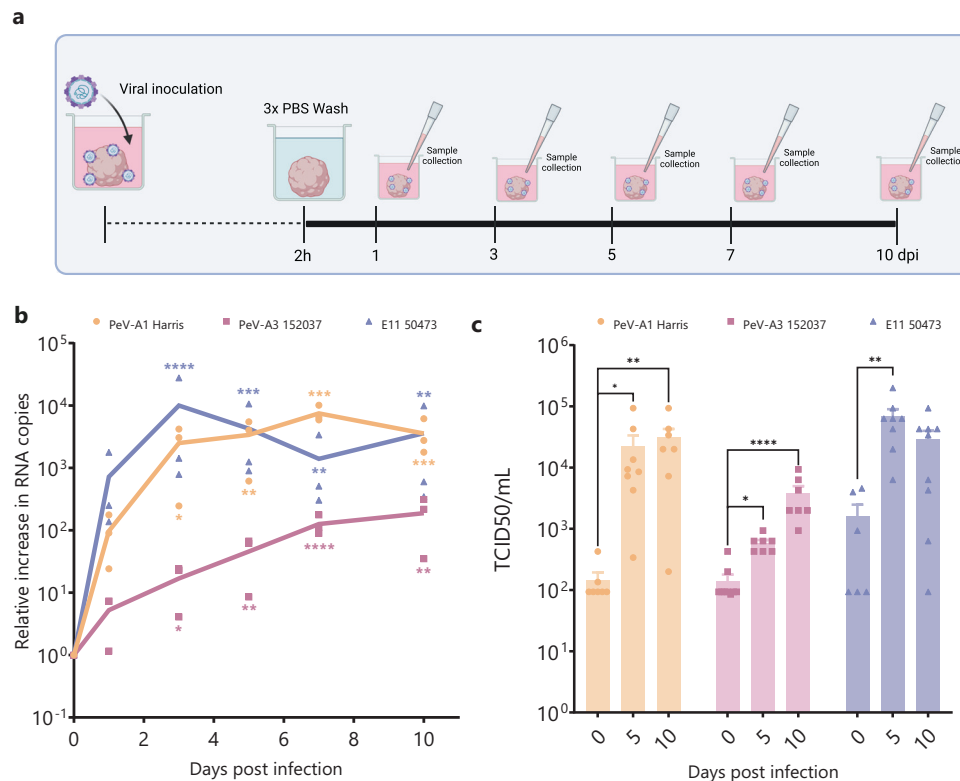 a
Viral inoculation
3x PBS Wash
Sample
collection
Sample
collection
Sample
collection
Sample
collection
Sample
collection
2h
1
3
5
7
10 dpi
b
PeV-A1 Harris
PeV-A3 152037
E11 50473
Relative increase in RNA copies
10^5
10^4
10^3
10^2
10^1
10^0
10^-1
****
***
***
**
**
**
***
*
****
**
**
*
0
2
4
6
8
10
Days post infection
c
PeV-A1 Harris
PeV-A3 152037
E11 50473
TCID50/mL
10^6
10^5
10^4
10^3
10^2
10^1
10^0
**
*
****
*
**
0
5
10
0
5
10
0
5
10
Days post infection